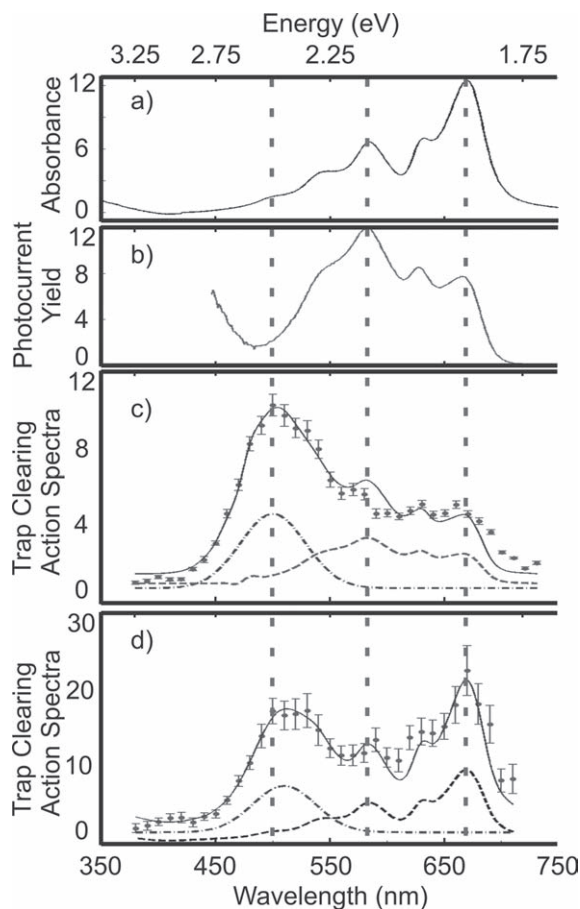 Energy (eV)
3.25 2.75 2.25 1.75
12
a)
6
0
Absorbance
12
b)
8
4
0
Photocurrent
Yield
12
c)
8
4
0
Trap Clearing
Action Spectra
30
d)
20
10
0
Trap Clearing
Action Spectra
350 450 550 650 750
Wavelength (nm)